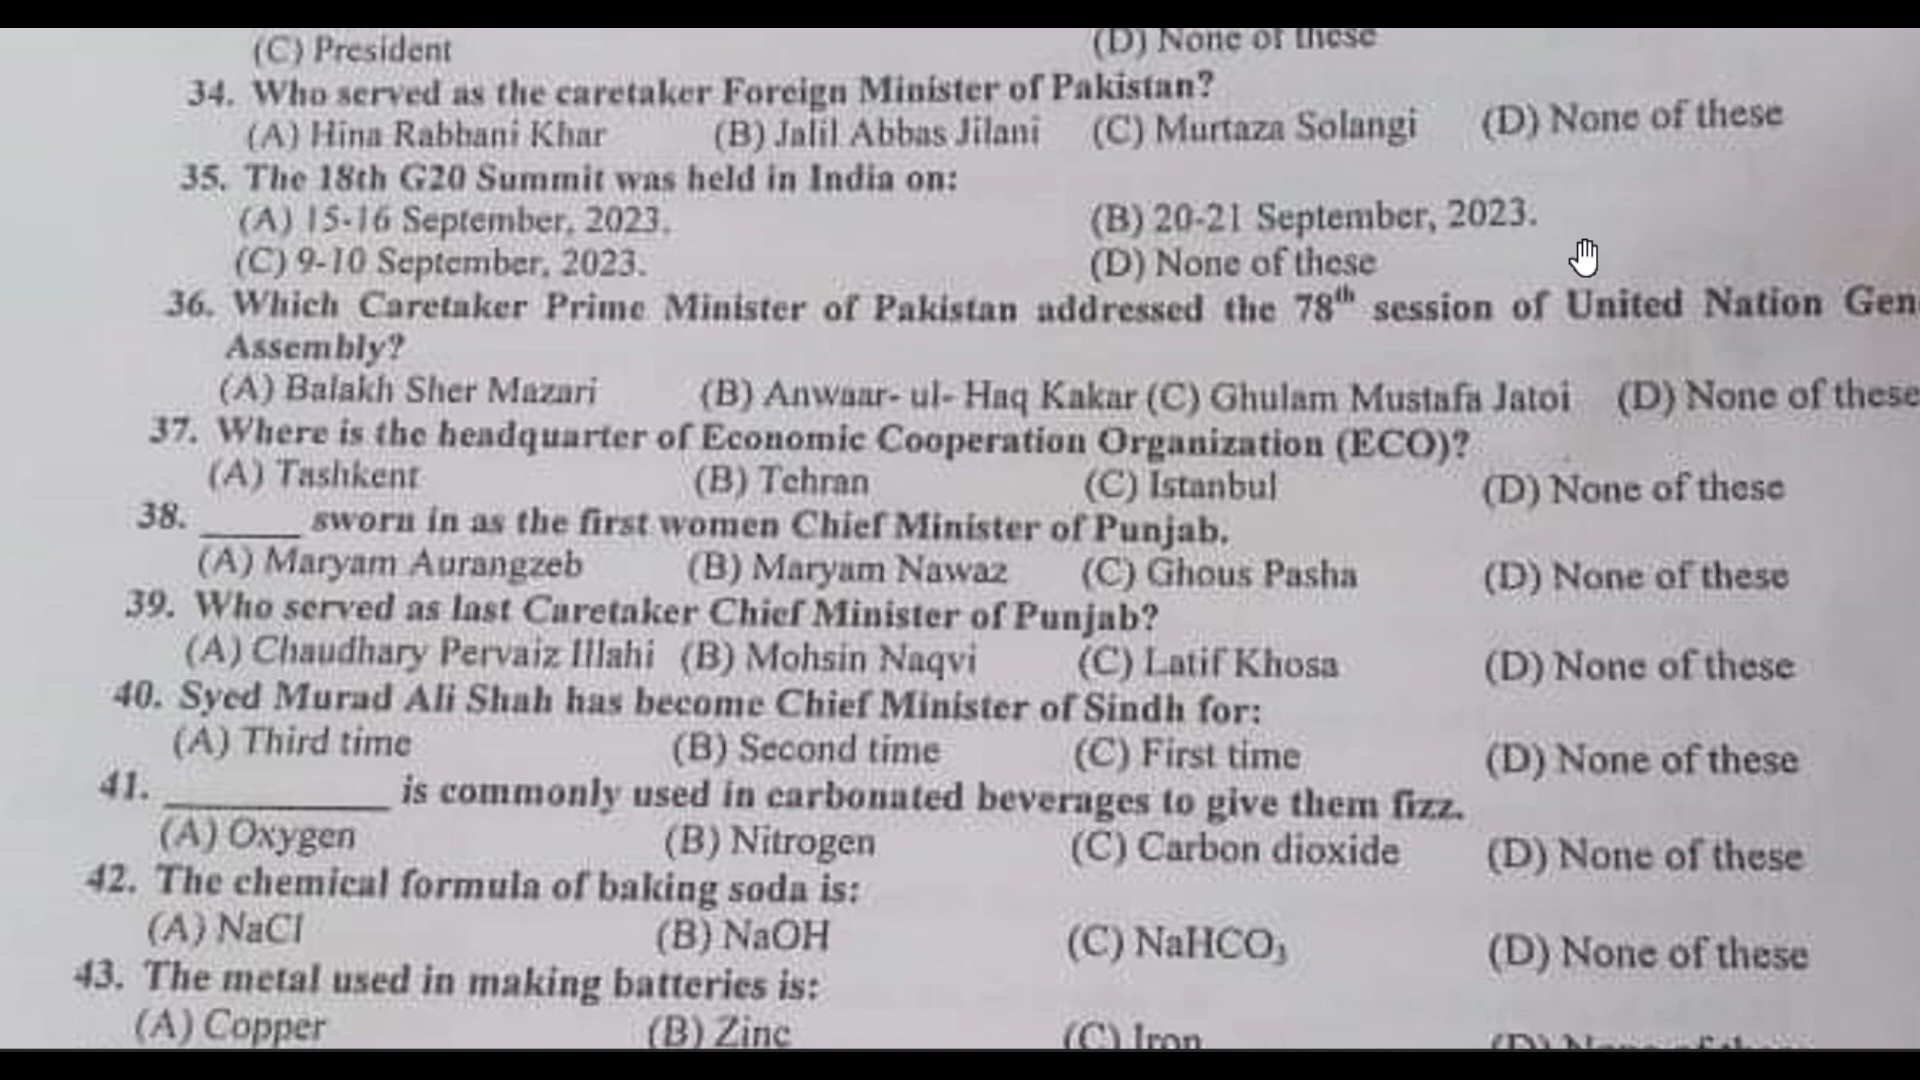 (C) President (D) None of these
34. Who served as the caretaker Foreign Minister of Pakistan?
(A) Hina Rabbani Khar (B) Jalil Abbas Jilani (C) Murtaza Solangi (D) None of these
35. The 18th G20 Summit was held in India on:
(A) 15-16 September, 2023. (B) 20-21 September, 2023.
(C) 9-10 September, 2023. (D) None of these
36. Which Caretaker Prime Minister of Pakistan addressed the 78th session of United Nation Gen
Assembly?
(A) Balakh Sher Mazari (B) Anwaar- ul- Haq Kakar (C) Ghulam Mustafa Jatoi (D) None of these
37. Where is the headquarter of Economic Cooperation Organization (ECO)?
(A) Tashkent (B) Tehran (C) Istanbul (D) None of these
38. _____ sworn in as the first women Chief Minister of Punjab.
(A) Maryam Aurangzeb (B) Maryam Nawaz (C) Ghous Pasha (D) None of these
39. Who served as last Caretaker Chief Minister of Punjab?
(A) Chaudhary Pervaiz Illahi (B) Mohsin Naqvi (C) Latif Khosa (D) None of these
40. Syed Murad Ali Shah has become Chief Minister of Sindh for:
(A) Third time (B) Second time (C) First time (D) None of these
41. ___________ is commonly used in carbonated beverages to give them fizz.
(A) Oxygen (B) Nitrogen (C) Carbon dioxide (D) None of these
42. The chemical formula of baking soda is:
(A) NaCl (B) NaOH (C) NaHCO₃ (D) None of these
43. The metal used in making batteries is:
(A) Copper (B) Zinc (C) Iron